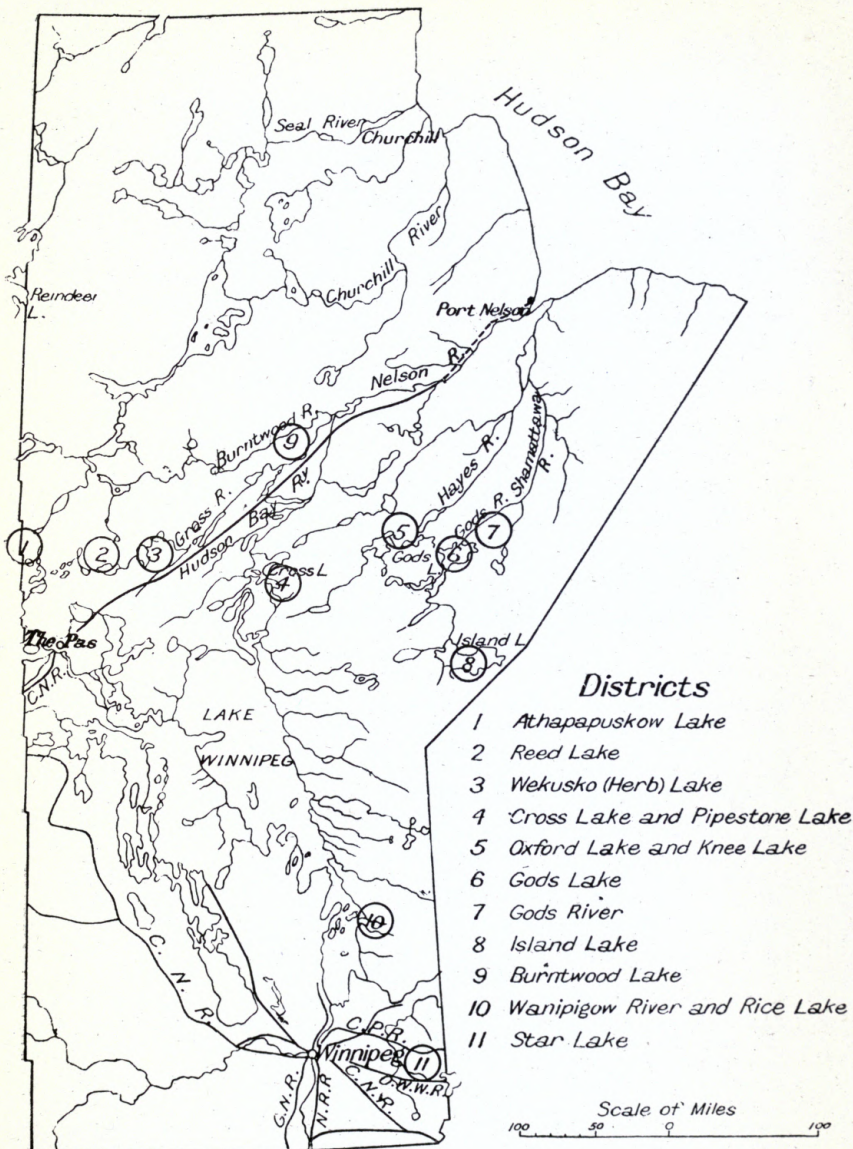 Hudson Bay
Seal River
Churchill
Churchill River
Reindeer
L.
Port Nelson
Nelson R.
Burntwood R.
9
Grass R.
Hudson Bay Ry
Hayes R.
Gods R.
Shamattawa R.
1
2
3
5
7
6
Gods
L.
Cross L
4
The Pas
C.N.R.
Island L
8
LAKE
WINNIPEG
10
C. N. R.
C.P.R.
Winnipeg
11
G.W.W.R.
C.N.R.
G.N.R.
N.R.R
Districts
1 Athapapuskow Lake
2 Reed Lake
3 Wekusko (Herb) Lake
4 Cross Lake and Pipestone Lake
5 Oxford Lake and Knee Lake
6 Gods Lake
7 Gods River
8 Island Lake
9 Burntwood Lake
10 Wanipigow River and Rice Lake
11 Star Lake
Scale of Miles
100 50 0 100